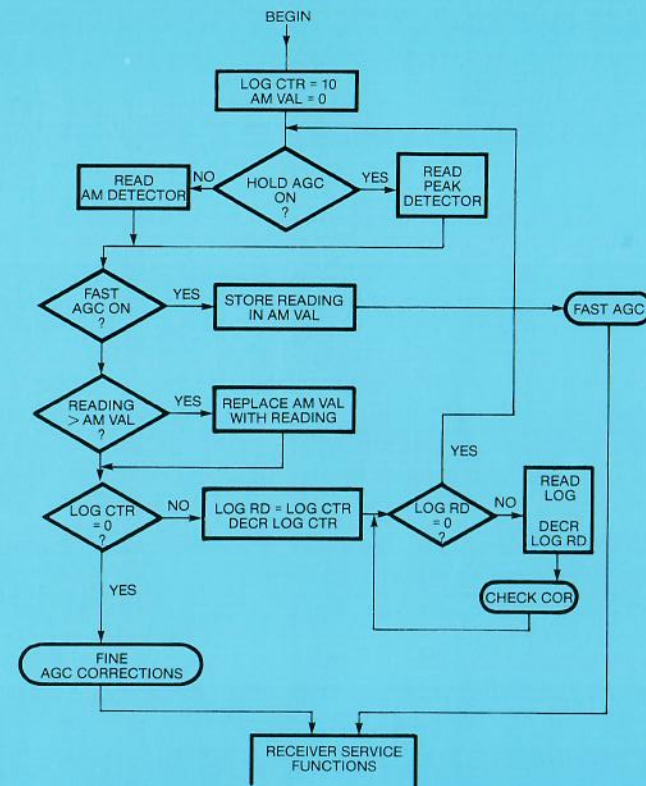 BEGIN
LOG CTR = 10
AM VAL = 0
READ
AM DETECTOR
NO
HOLD AGC
ON
?
YES
READ
PEAK
DETECTOR
FAST
AGC ON
?
YES
STORE READING
IN AM VAL
FAST AGC
READING
> AM VAL
?
YES
REPLACE AM VAL
WITH READING
LOG CTR
= 0
?
NO
LOG RD = LOG CTR
DECR LOG CTR
YES
LOG RD
= 0
?
NO
READ
LOG
DECR
LOG RD
CHECK COR
YES
FINE
AGC CORRECTIONS
RECEIVER SERVICE
FUNCTIONS